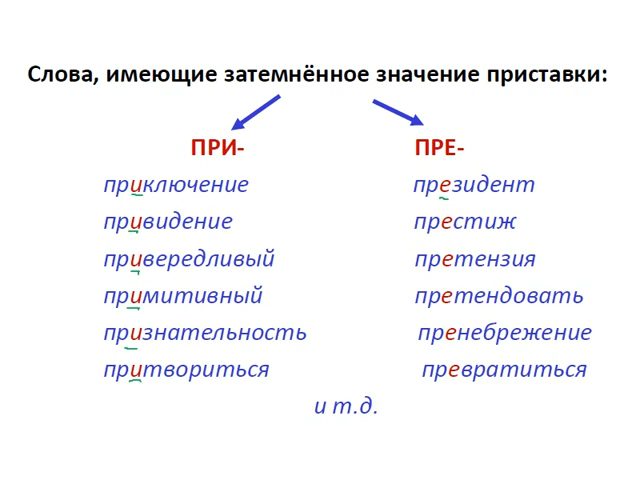 Слова, имеющие затемнённое значение приставки:
ПРИ- ПРЕ-
приключение президент
привидение престиж
привередливый претензия
примитивный претендовать
признательность пренебрежение
притвориться превратиться
и т.д.